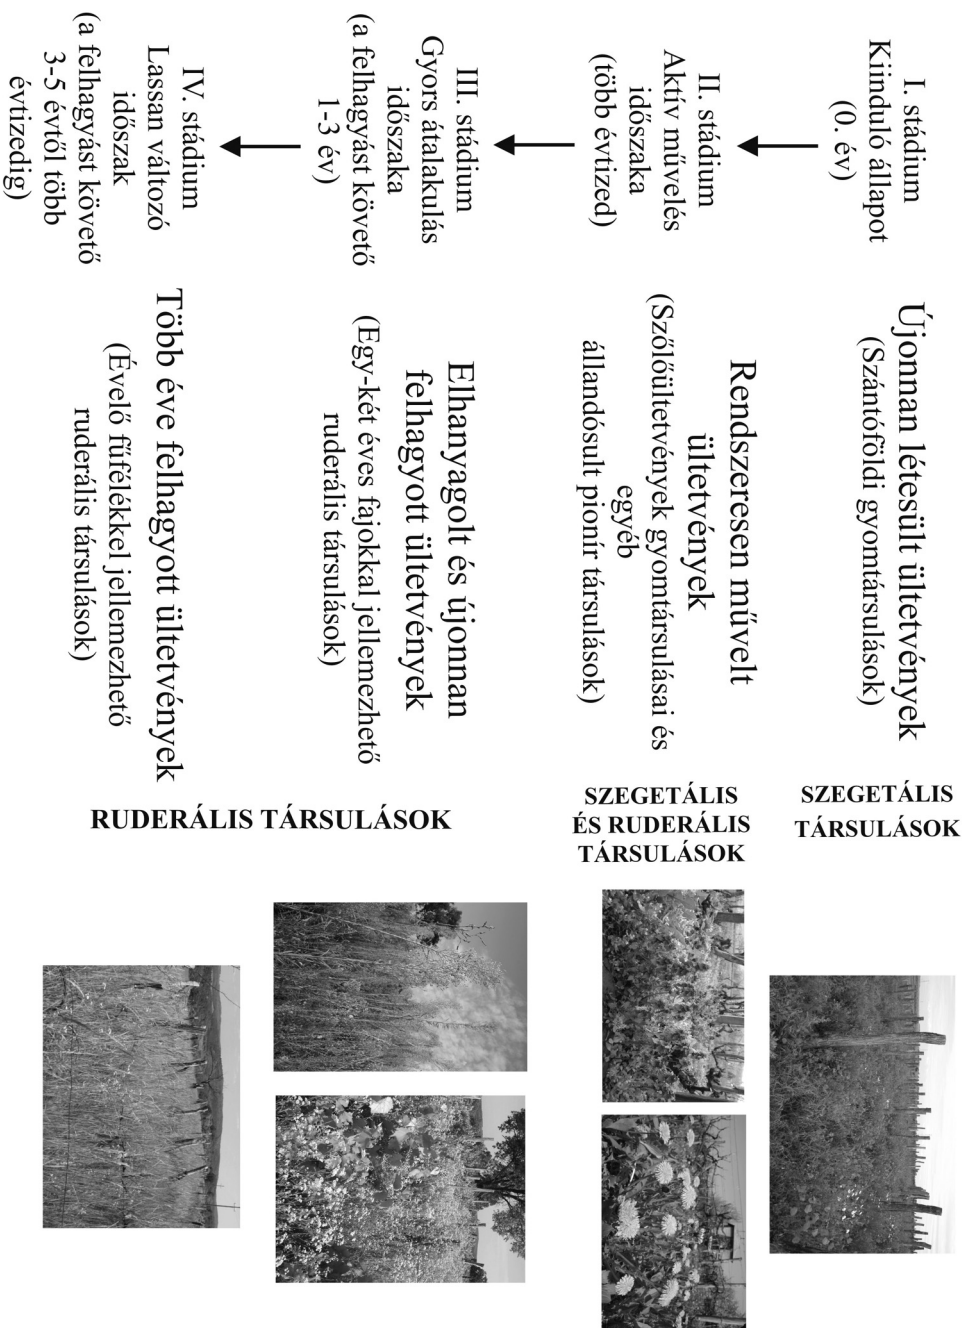 I. stádium
Kiinduló állapot
(0. év)
Újonnan létesült ültetvények
(Szántóföldi gyomtársulások)
SZEGETÁLIS
TÁRSULÁSOK
II. stádium
Aktív művelés
időszaka
(több évtized)
Rendszeresen művelt
ültetvények
(Szőlőültetvények gyomtársulásai és
egyéb
állandósult pionír társulások)
SZEGETÁLIS
ÉS RUDERÁLIS
TÁRSULÁSOK
III. stádium
Gyors átalakulás
időszaka
(a felhagyást követő
1-3 év)
Elhanyagolt és újonnan
felhagyott ültetvények
(Egy-két éves fajokkal jellemezhető
ruderális társulások)
IV. stádium
Lassan változó
időszak
(a felhagyást követő
3-5 évtől több
évtizedig)
Több éve felhagyott ültetvények
(Évelő fűfélékkel jellemezhető
ruderális társulások)
RUDERÁLIS TÁRSULÁSOK